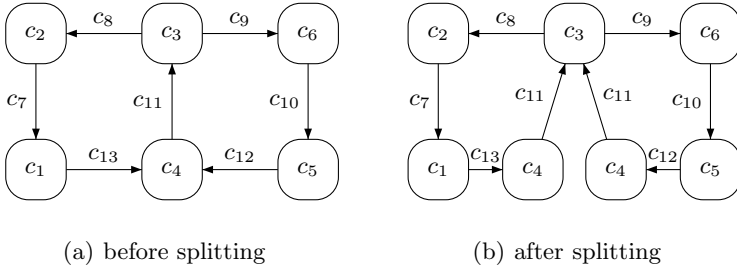 c2 c8 c3 c9 c6 c2 c8 c3 c9 c6
c7 c11 c10 c7 c11 c11 c10
c1 c13 c4 c12 c5 c1 c13 c4 c4 c12 c5
(a) before splitting (b) after splitting